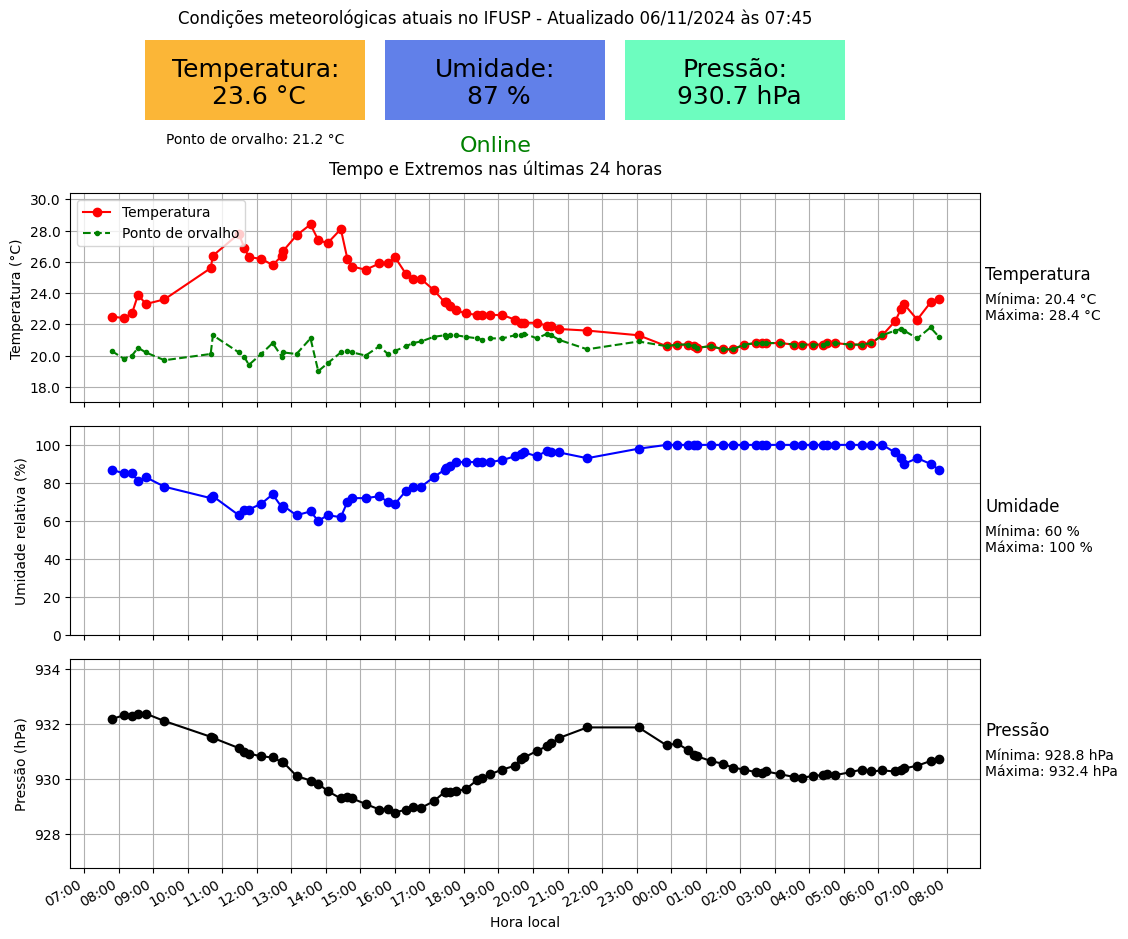 Condições meteorológicas atuais no IFUSP - Atualizado 06/11/2024 às 07:45
Temperatura:
23.6 °C
Umidade:
87 %
Pressão:
930.7 hPa
Ponto de orvalho: 21.2 °C
Online
Tempo e Extremos nas últimas 24 horas
Temperatura (°C)
30.0
28.0
26.0
24.0
22.0
20.0
18.0
Temperatura
Ponto de orvalho
Temperatura
Mínima: 20.4 °C
Máxima: 28.4 °C
Umidade relativa (%)
100
80
60
40
20
0
Umidade
Mínima: 60 %
Máxima: 100 %
Pressão (hPa)
934
932
930
928
Pressão
Mínima: 928.8 hPa
Máxima: 932.4 hPa
07:00
08:00
09:00
10:00
11:00
12:00
13:00
14:00
15:00
16:00
17:00
18:00
19:00
20:00
21:00
22:00
23:00
00:00
01:00
02:00
03:00
04:00
05:00
06:00
07:00
08:00
Hora local